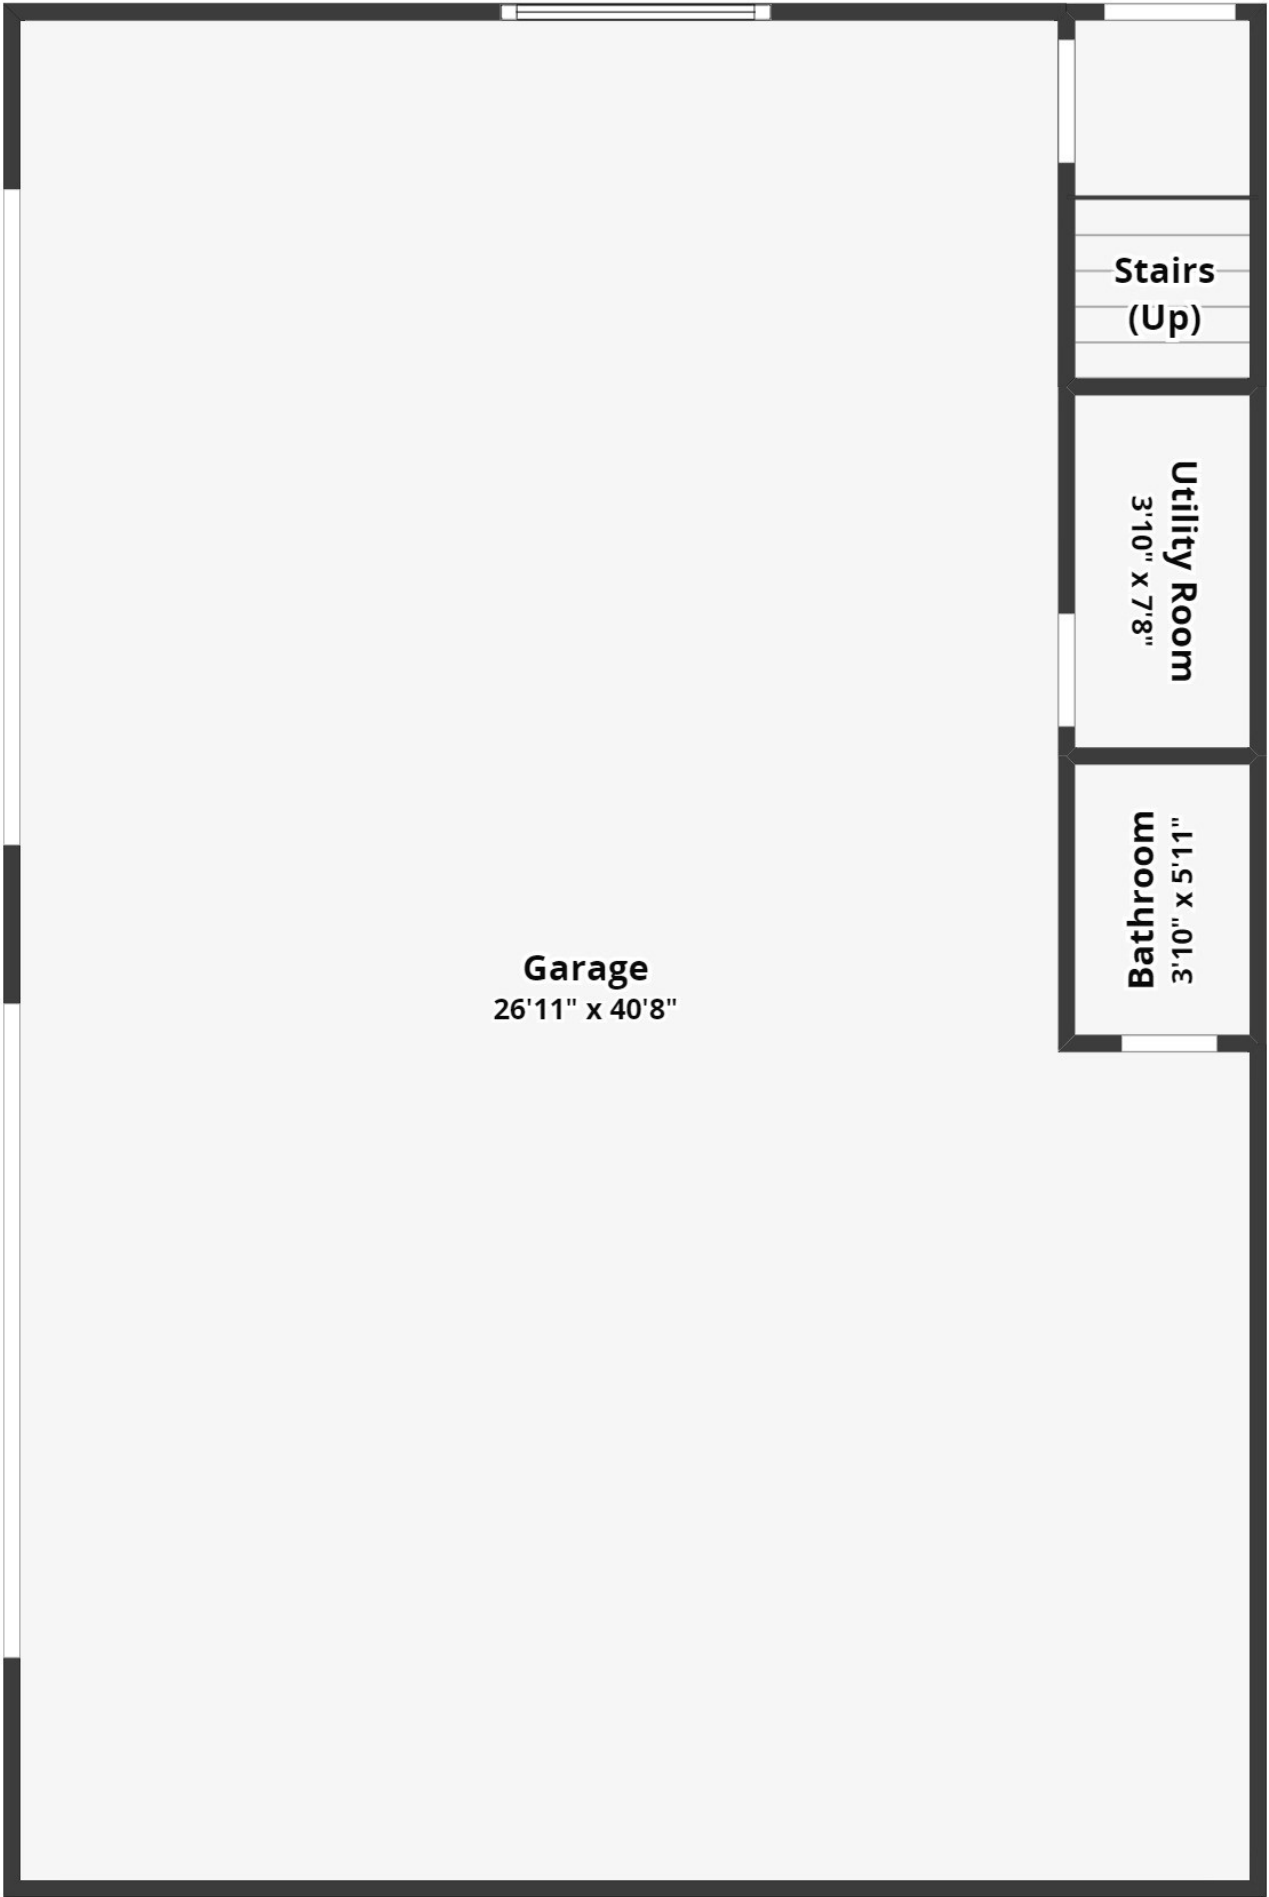 Stairs
(Up)
Utility Room
3'10" x 7'8"
Bathroom
3'10" x 5'11"
Garage
26'11" x 40'8"